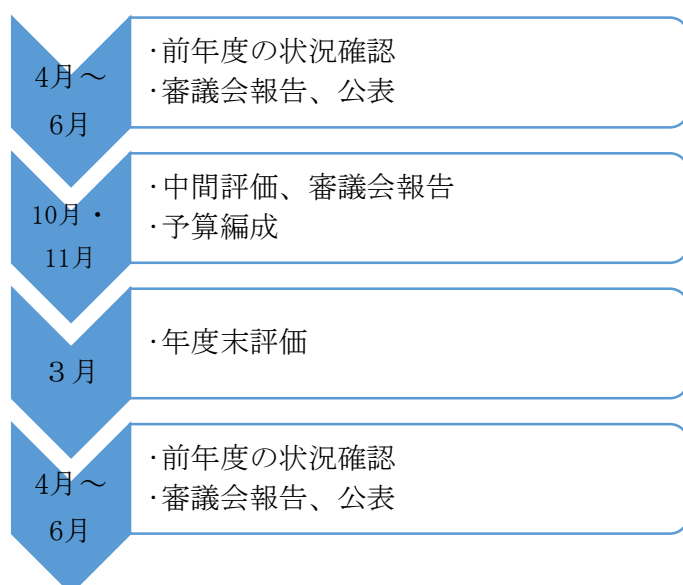 4月～
6月
·前年度の状況確認
·審議会報告、公表
10月・
11月
·中間評価、審議会報告
·予算編成
３月
·年度末評価
4月～
6月
·前年度の状況確認
·審議会報告、公表